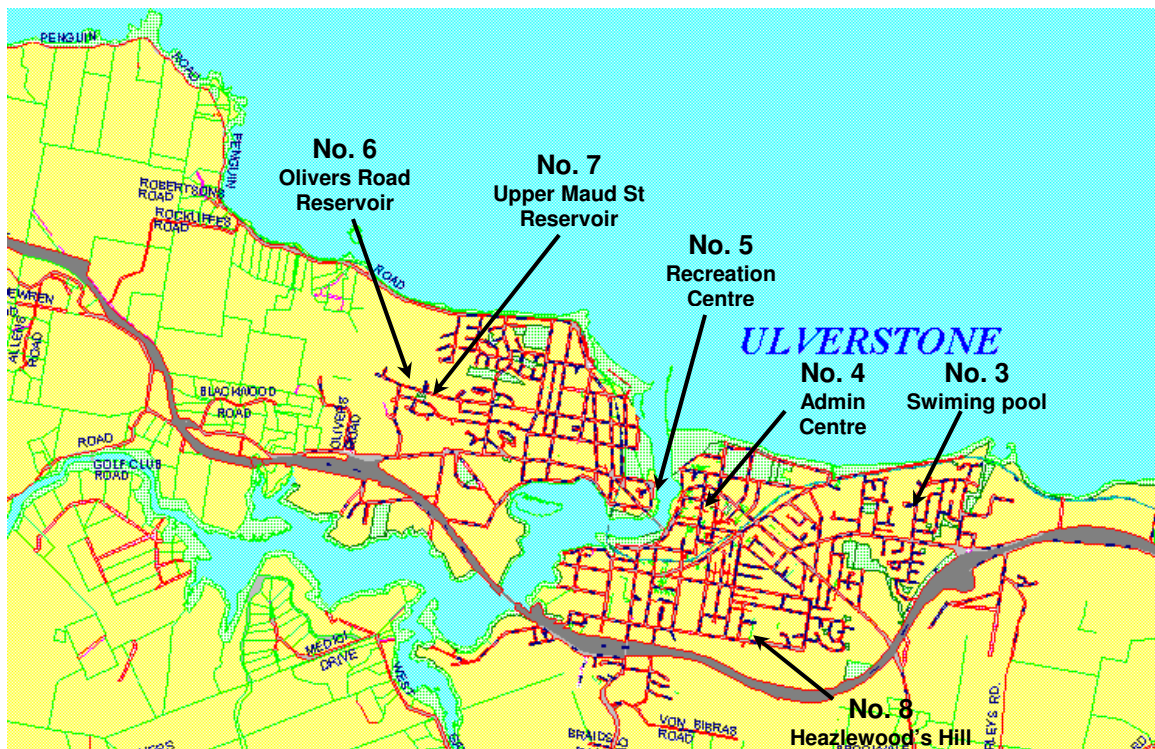 PENGUIN
ROAD
PENGUIN
No. 6
Olivers Road
Reservoir
No. 7
Upper Maud St
Reservoir
ROBERTSONS
ROAD
ROCKLIFFES
ROAD
No. 5
Recreation
Centre
ROAD
ULVERSTONE
ALLENS
ROAD
No. 4
Admin
Centre
No. 3
Swiming pool
BLACKWOOD
ROAD
OLIVERS
ROAD
ROAD
GOLF CLUB
ROAD
MEDICI
DRIVE
WEST
VON BIBRAS
ROAD
No. 8
Heazlewood's Hill